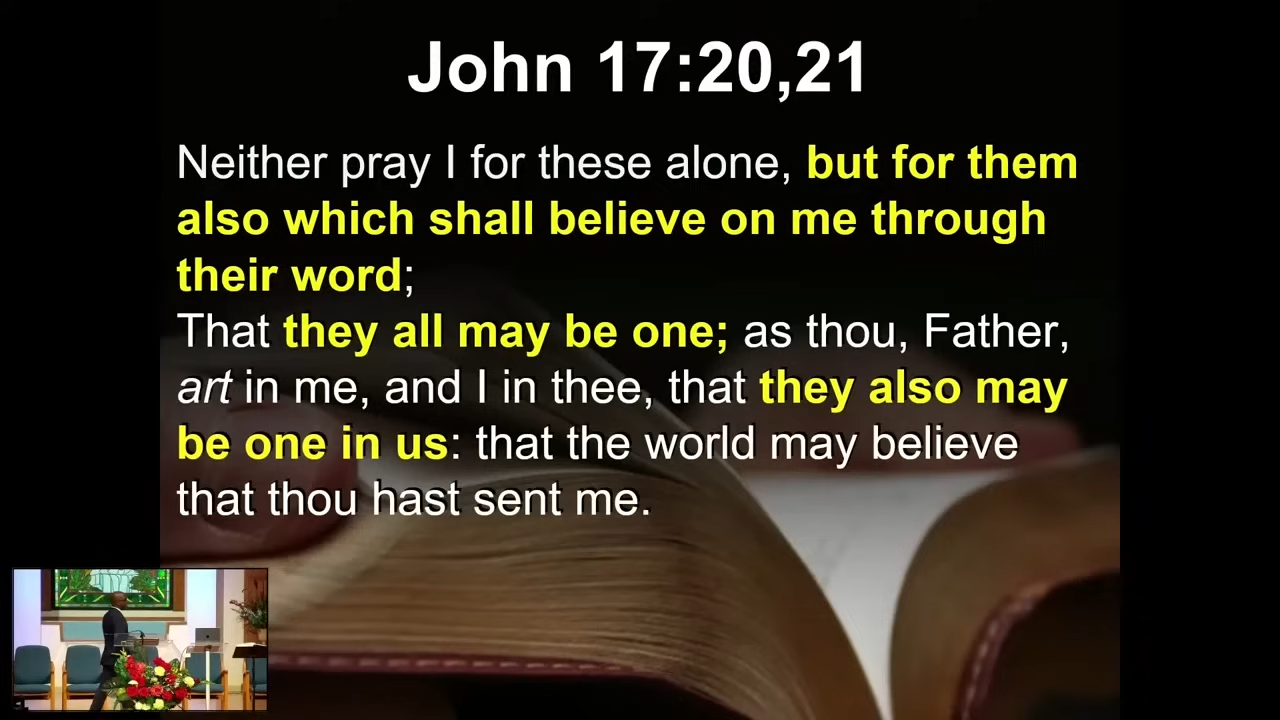 John 17:20,21
Neither pray I for these alone, but for them
also which shall believe on me through
their word;
That they all may be one; as thou, Father,
art in me, and I in thee, that they also may
be one in us: that the world may believe
that thou hast sent me.